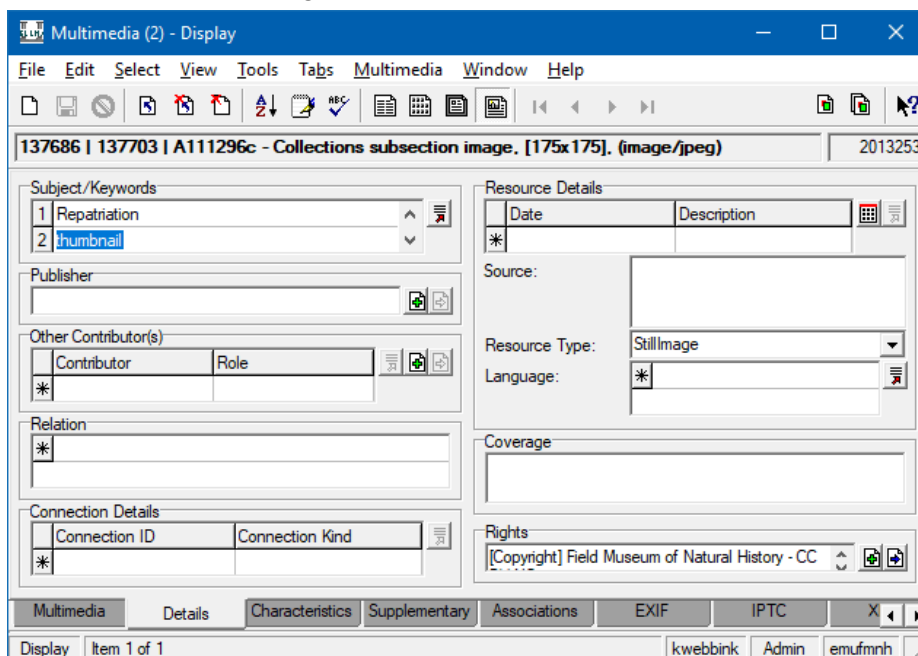 Multimedia (2) - Display
File Edit Select View Tools Tabs Multimedia Window Help
137686 | 137703 | A111296c - Collections subsection image, [175x175], (image/jpeg) 2013253
Subject/Keywords
1 Repatriation
2 thumbnail
Publisher
Other Contributor(s)
Contributor Role
Relation
Connection Details
Connection ID Connection Kind
Resource Details
Date Description
Source:
Resource Type: StillImage
Language:
Coverage
Rights
[Copyright] Field Museum of Natural History - CC
Multimedia Details Characteristics Supplementary Associations EXIF IPTC X
Display Item 1 of 1 kwebbink Admin emufmnh